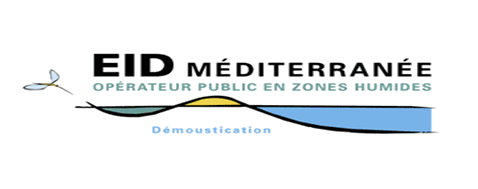 EID MÉDITERRANÉE
OPÉRATEUR PUBLIC EN ZONES HUMIDES
Démoustication